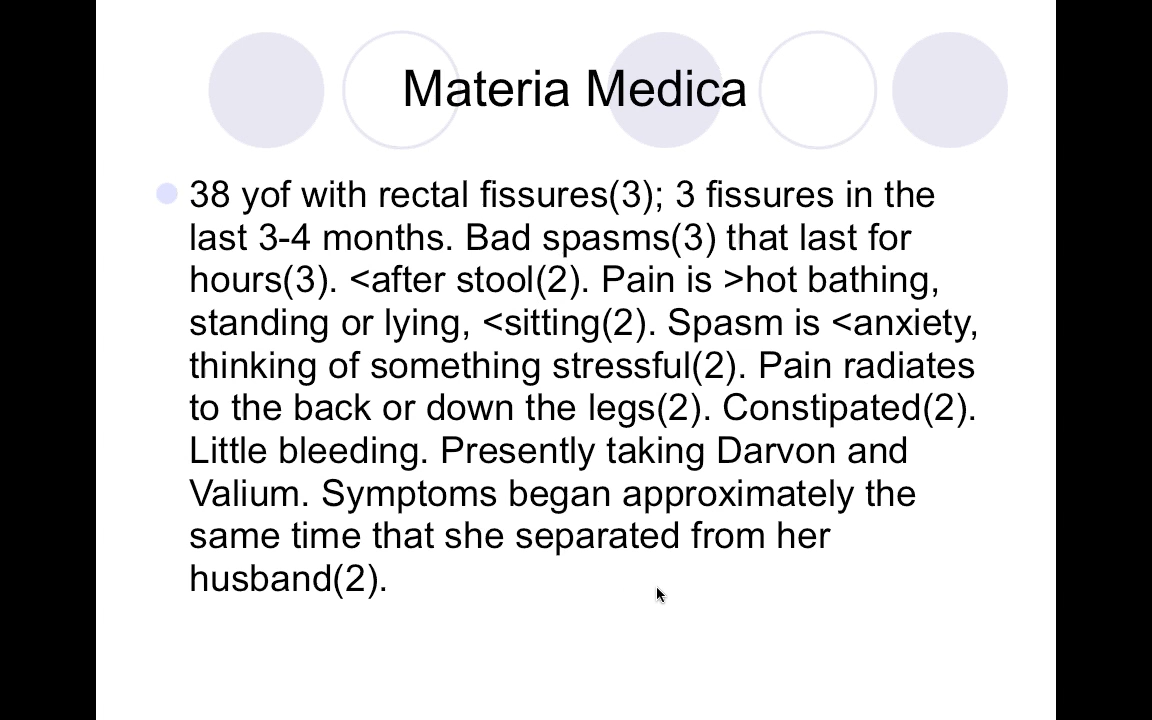 Materia Medica
38 yof with rectal fissures(3); 3 fissures in the
last 3-4 months. Bad spasms(3) that last for
hours(3). <after stool(2). Pain is >hot bathing,
standing or lying, <sitting(2). Spasm is <anxiety,
thinking of something stressful(2). Pain radiates
to the back or down the legs(2). Constipated(2).
Little bleeding. Presently taking Darvon and
Valium. Symptoms began approximately the
same time that she separated from her
husband(2).